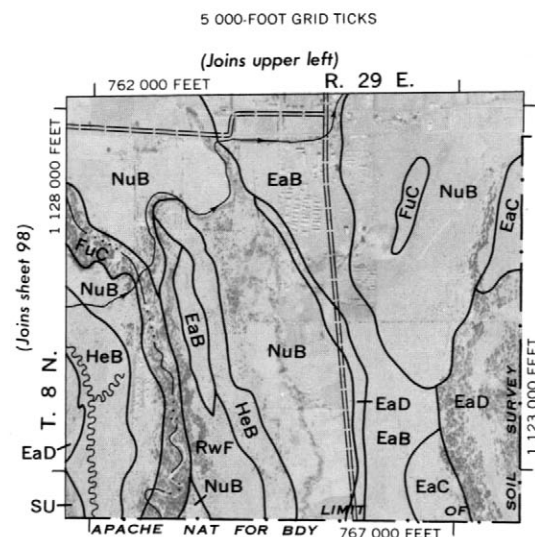 5 000-FOOT GRID TICKS
(Joins upper left)
762 000 FEET
R. 29 E.
1 128 000 FEET
NuB
EaB
FuC
NuB
EaC
(Joins sheet 98)
FuC
NuB
HeB
EaB
NuB
HeB
EaD
EaD
T. 8 N.
EaB
RwF
EaD
EaC
NuB
SU
1 123 000 FEET
LIMIT OF SOIL SURVEY
APACHE NAT FOR BDY
767 000 FEET